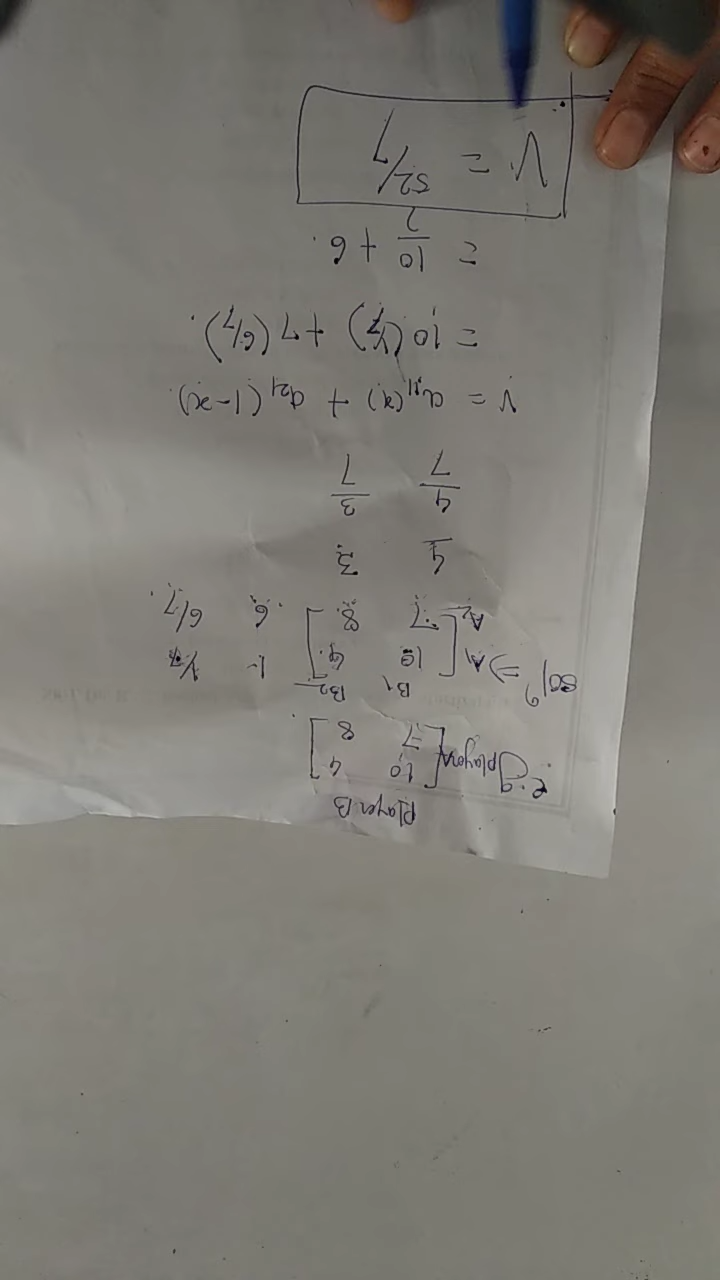 Player B
e.g Player A [ 10 4
7 8 ]
B1 B2
Sol? ⇒ A1 [ 10 4 1 1/7
A2 7 8 ] 6 6/7
4 3
4/7 3/7
V = a11(x) + a21(1-x)
= 10(1/7) + 7(6/7)
= 10/7 + 6
V = 52/7